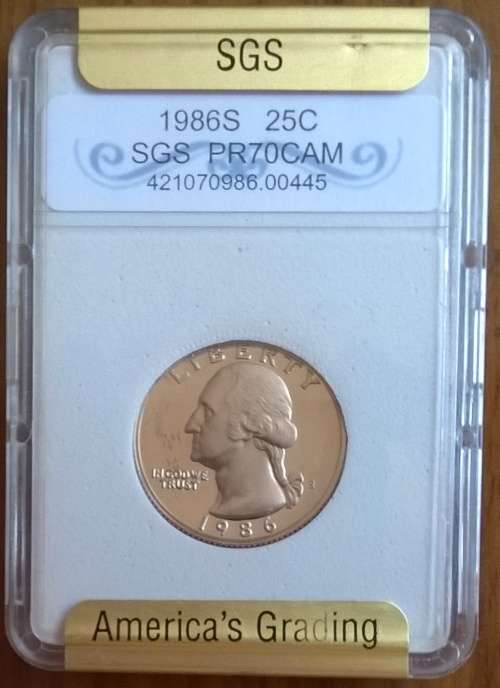 SGS
1986S 25C
SGS PR70CAM
421070986.00445
LIBERTY
IN GOD WE
TRUST
S
1986
America's Grading